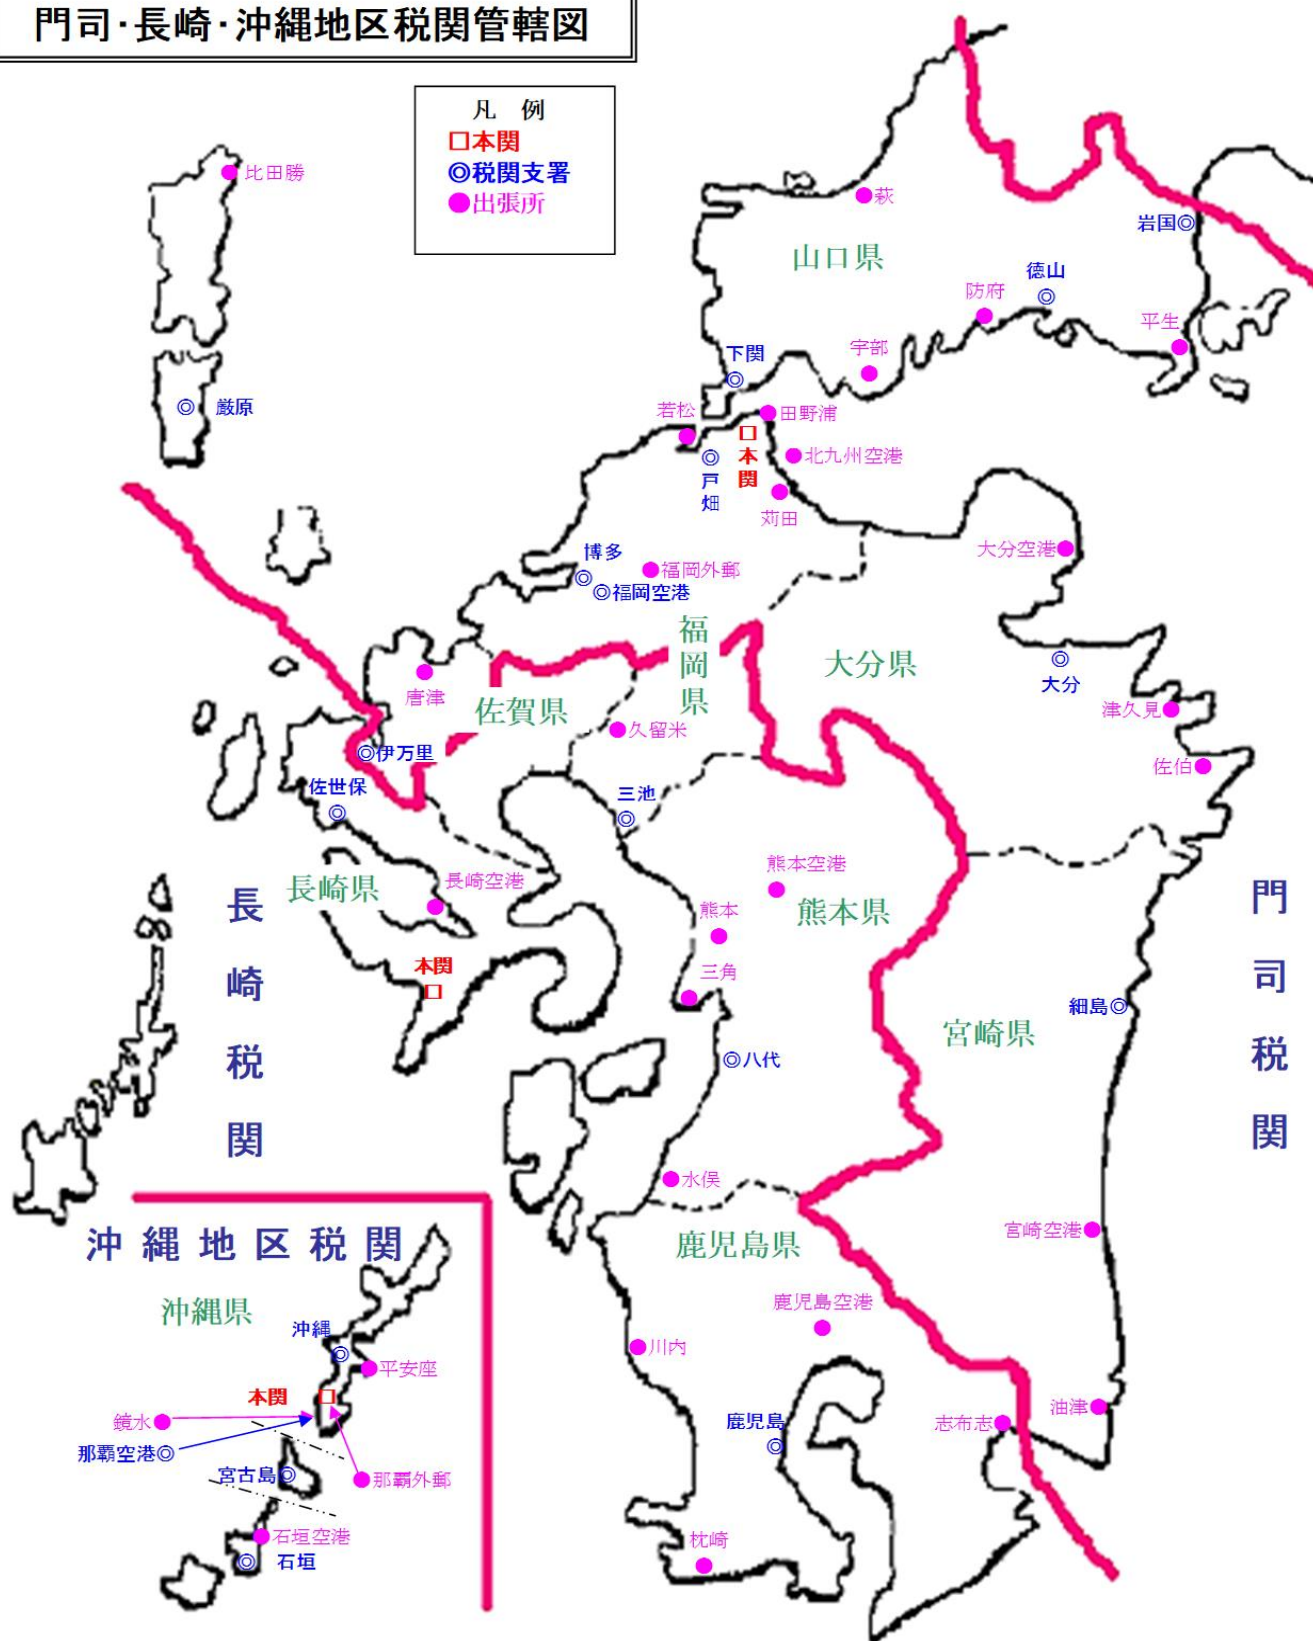 門司・長崎・沖縄地区税関管轄図
凡 例
□本関
◎税関支署
●出張所
比田勝
萩
岩国◎
山口県
徳山
防府
平生
下関
宇部
厳原
若松
田野浦
本関
北九州空港
戸畑
苅田
大分空港
博多
福岡外郵
◎福岡空港
福岡県
大分県
大分
唐津
佐賀県
津久見
久留米
◎伊万里
佐伯
佐世保
三池
熊本空港
長崎空港
長崎県
熊本
熊本県
長崎税関
門司税関
本関
三角
細島◎
宮崎県
◎八代
水俣
宮崎空港
沖縄地区税関
鹿児島県
沖縄県
鹿児島空港
沖縄
川内
平安座
本関
油津
鏡水
鹿児島
志布志
那覇空港◎
宮古島
那覇外郵
石垣空港
枕崎
石垣